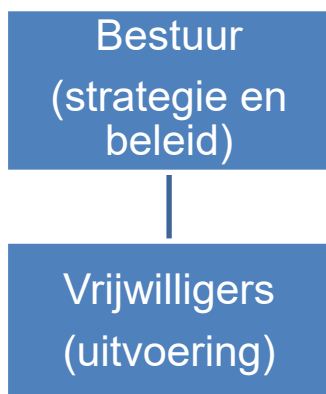 Bestuur
(strategie en
beleid)
Vrijwilligers
(uitvoering)